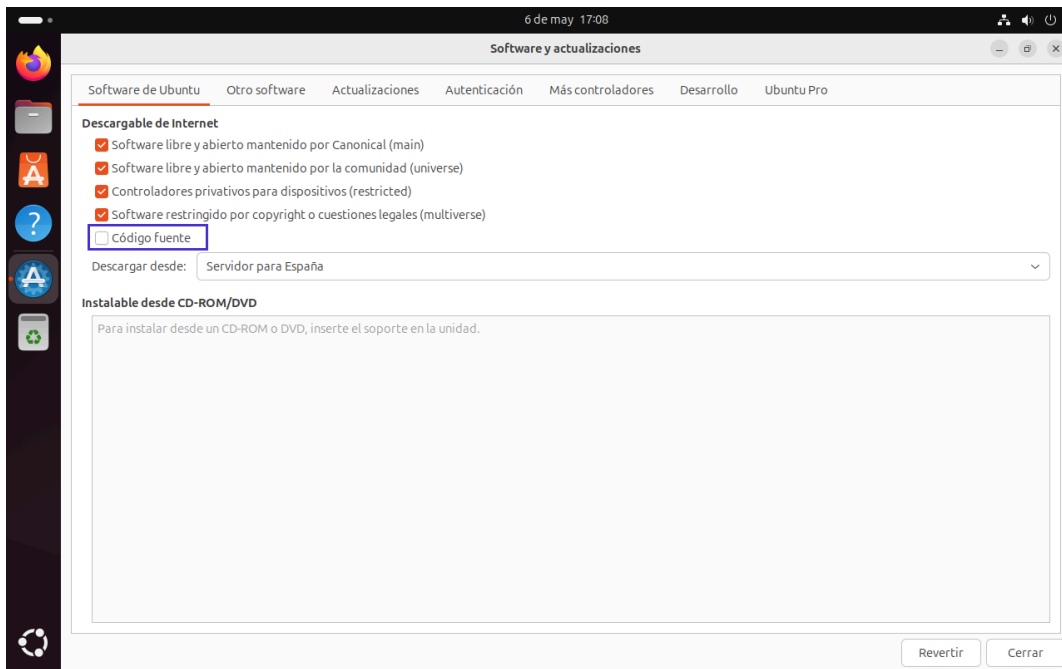 6 de may 17:08
Software y actualizaciones
Software de Ubuntu Otro software Actualizaciones Autenticación Más controladores Desarrollo Ubuntu Pro
Descargable de Internet
Software libre y abierto mantenido por Canonical (main)
Software libre y abierto mantenido por la comunidad (universe)
Controladores privativos para dispositivos (restricted)
Software restringido por copyright o cuestiones legales (multiverse)
Código fuente
Descargar desde: Servidor para España
Instalable desde CD-ROM/DVD
Para instalar desde un CD-ROM o DVD, inserte el soporte en la unidad.
Revertir Cerrar